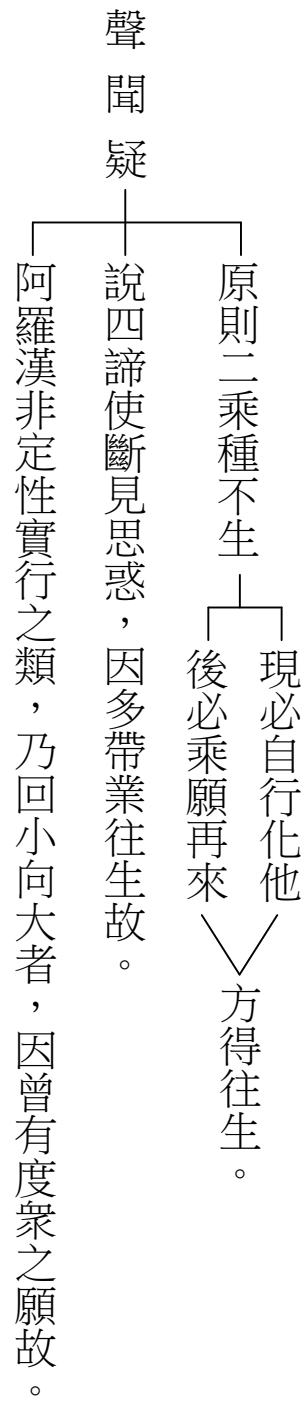 聲聞疑
原則二乘種不生
現必自行化他
後必乘願再來
方得往生。
說四諦使斷見思惑，因多帶業往生故。
阿羅漢非定性實行之類，乃回小向大者，因曾有度衆之願故。